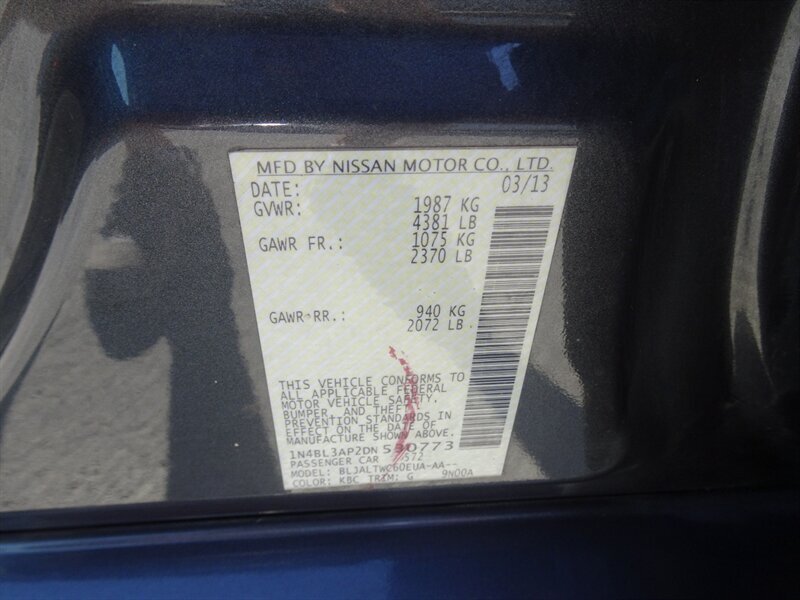 MFD BY NISSAN MOTOR CO., LTD.
DATE: 03/13
GVWR: 1987 KG
4381 LB
GAWR FR.: 1075 KG
2370 LB
GAWR RR.: 940 KG
2072 LB
THIS VEHICLE CONFORMS TO
ALL APPLICABLE FEDERAL
MOTOR VEHICLE SAFETY,
BUMPER, AND THEFT
PREVENTION STANDARDS IN
EFFECT ON THE DATE OF
MANUFACTURE SHOWN ABOVE.
PASSENGER CAR
MODEL: BLJALTWZ60EUA-AA--
COLOR: KBC TRIM: G 9N00A